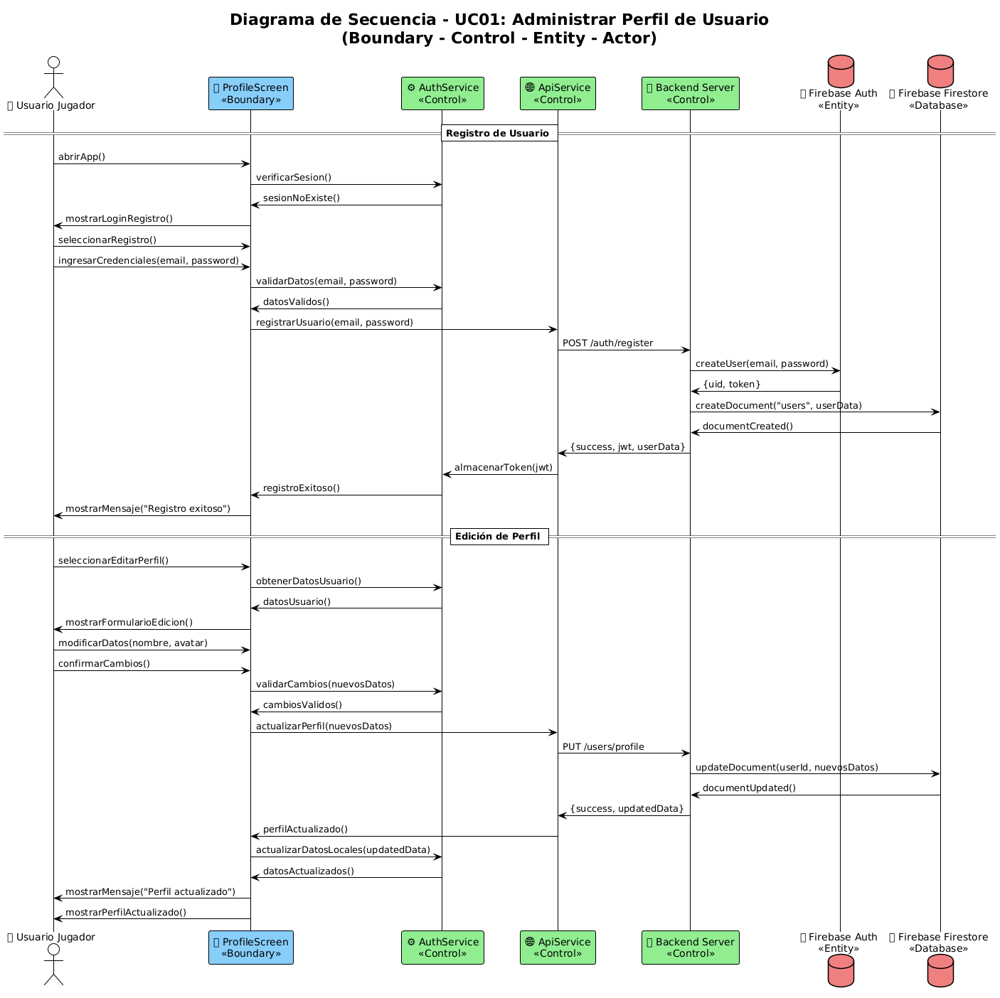 Diagrama de Secuencia - UC01: Administrar Perfil de Usuario
(Boundary - Control - Entity - Actor)
Usuario Jugador
ProfileScreen
«Boundary»
⚙ AuthService
«Control»
🌐 ApiService
«Control»
Backend Server
«Control»
Firebase Auth
«Entity»
Firebase Firestore
«Database»
Registro de Usuario
abrirApp()
verificarSesion()
sesionNoExiste()
mostrarLoginRegistro()
seleccionarRegistro()
ingresarCredenciales(email, password)
validarDatos(email, password)
datosValidos()
registrarUsuario(email, password)
POST /auth/register
createUser(email, password)
{uid, token}
createDocument("users", userData)
documentCreated()
{success, jwt, userData}
almacenarToken(jwt)
registroExitoso()
mostrarMensaje("Registro exitoso")
Edición de Perfil
seleccionarEditarPerfil()
obtenerDatosUsuario()
datosUsuario()
mostrarFormularioEdicion()
modificarDatos(nombre, avatar)
confirmarCambios()
validarCambios(nuevosDatos)
cambiosValidos()
actualizarPerfil(nuevosDatos)
PUT /users/profile
updateDocument(userId, nuevosDatos)
documentUpdated()
{success, updatedData}
perfilActualizado()
actualizarDatosLocales(updatedData)
datosActualizados()
mostrarMensaje("Perfil actualizado")
mostrarPerfilActualizado()
Usuario Jugador
ProfileScreen
«Boundary»
⚙ AuthService
«Control»
🌐 ApiService
«Control»
Backend Server
«Control»
Firebase Auth
«Entity»
Firebase Firestore
«Database»